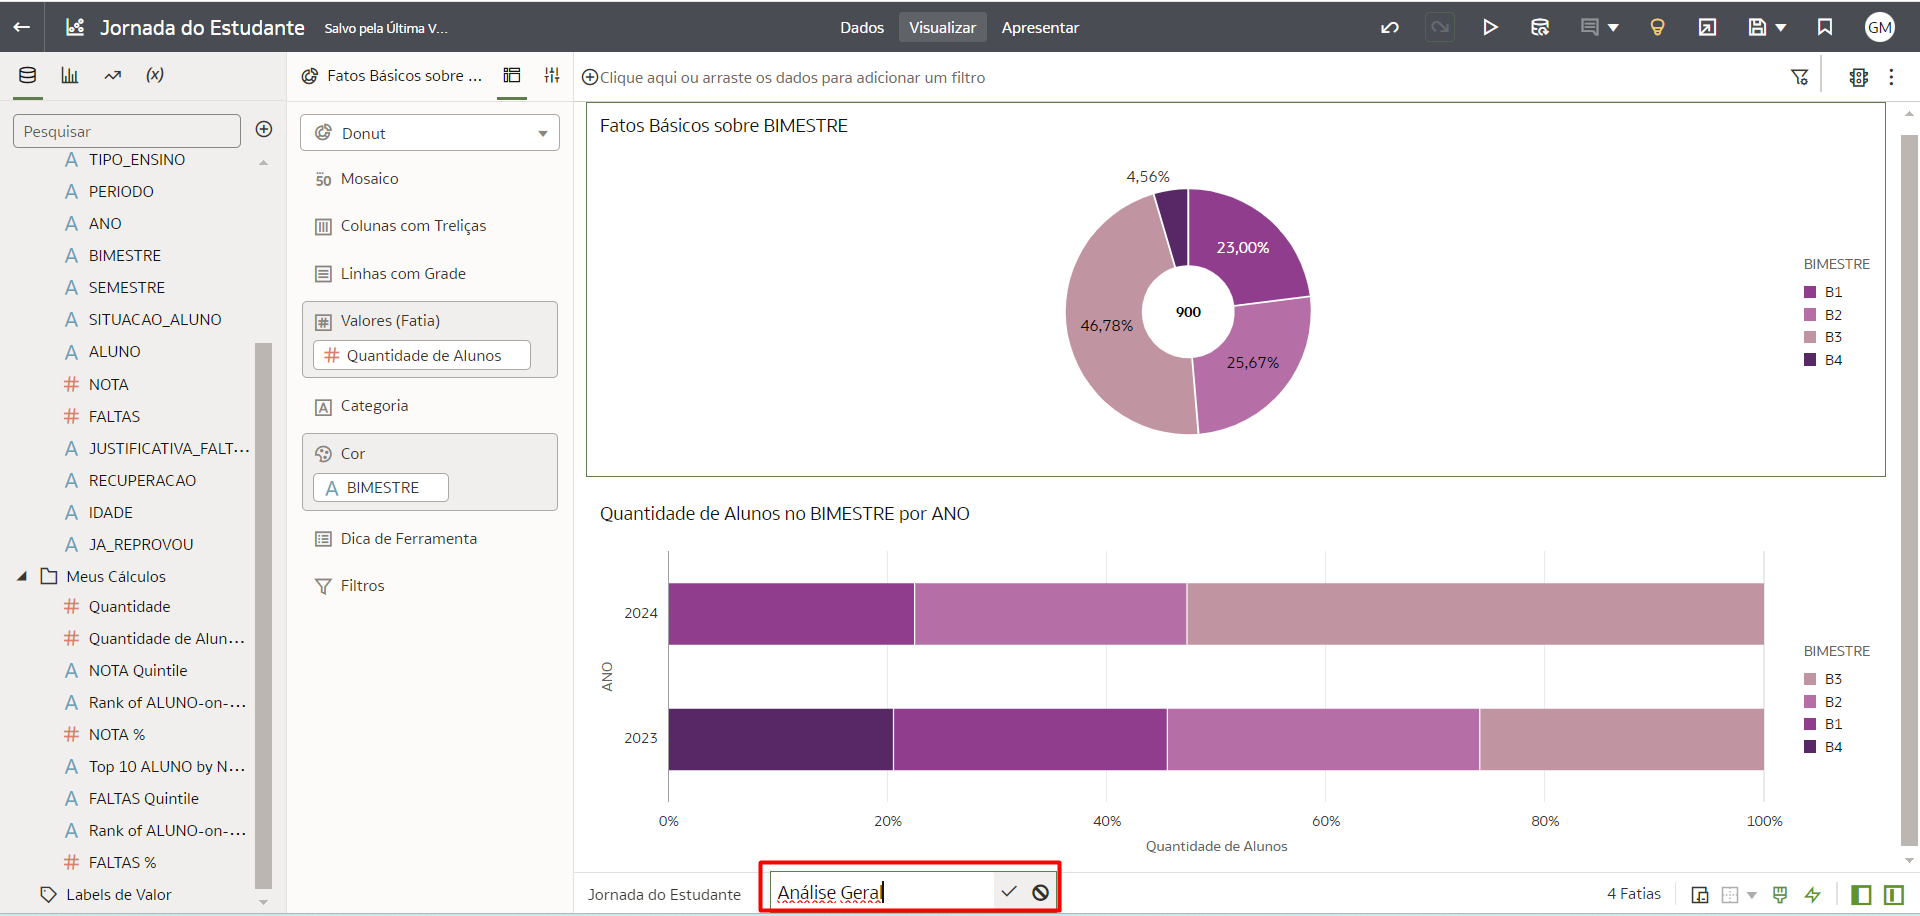 Jornada do Estudante
Salvo pela Última V...
Dados
Visualizar
Apresentar
GM
(x)
Fatos Básicos sobre ...
Clique aqui ou arraste os dados para adicionar um filtro
Pesquisar
TIPO_ENSINO
PERIODO
ANO
BIMESTRE
SEMESTRE
SITUACAO_ALUNO
ALUNO
NOTA
FALTAS
JUSTIFICATIVA_FALT...
RECUPERACAO
IDADE
JA_REPROVOU
Meus Cálculos
Quantidade
Quantidade de Alun...
NOTA Quintile
Rank of ALUNO-on-...
NOTA %
Top 10 ALUNO by N...
FALTAS Quintile
Rank of ALUNO-on-...
FALTAS %
Labels de Valor
Donut
50 Mosaico
Colunas com Treliças
Linhas com Grade
Valores (Fatia)
Quantidade de Alunos
Categoria
Cor
BIMESTRE
Dica de Ferramenta
Filtros
Fatos Básicos sobre BIMESTRE
4,56%
23,00%
46,78%
900
25,67%
BIMESTRE
B1
B2
B3
B4
Quantidade de Alunos no BIMESTRE por ANO
2024
ANO
2023
0%
20%
40%
60%
80%
100%
Quantidade de Alunos
BIMESTRE
B3
B2
B1
B4
Jornada do Estudante
Análise Geral
4 Fatias